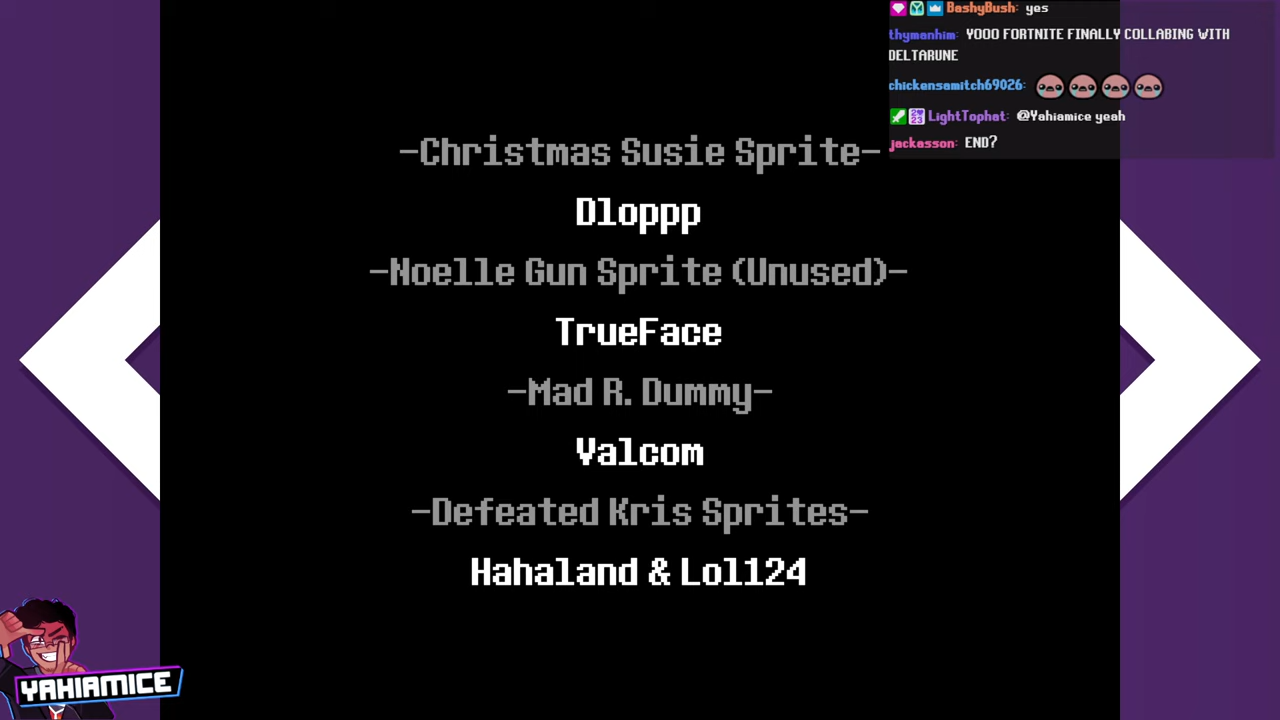 BashyBush: yes
thymanhim: YOOO FORTNITE FINALLY COLLABING WITH
DELTARUNE
chickensamitch69026:
LightTophat: @Yahiamice yeah
jackasson: END?
-Christmas Susie Sprite-
Dloppp
-Noelle Gun Sprite (Unused)-
TrueFace
-Mad R. Dummy-
Valcom
-Defeated Kris Sprites-
Hahaland & Lol124
YAHIAMICE